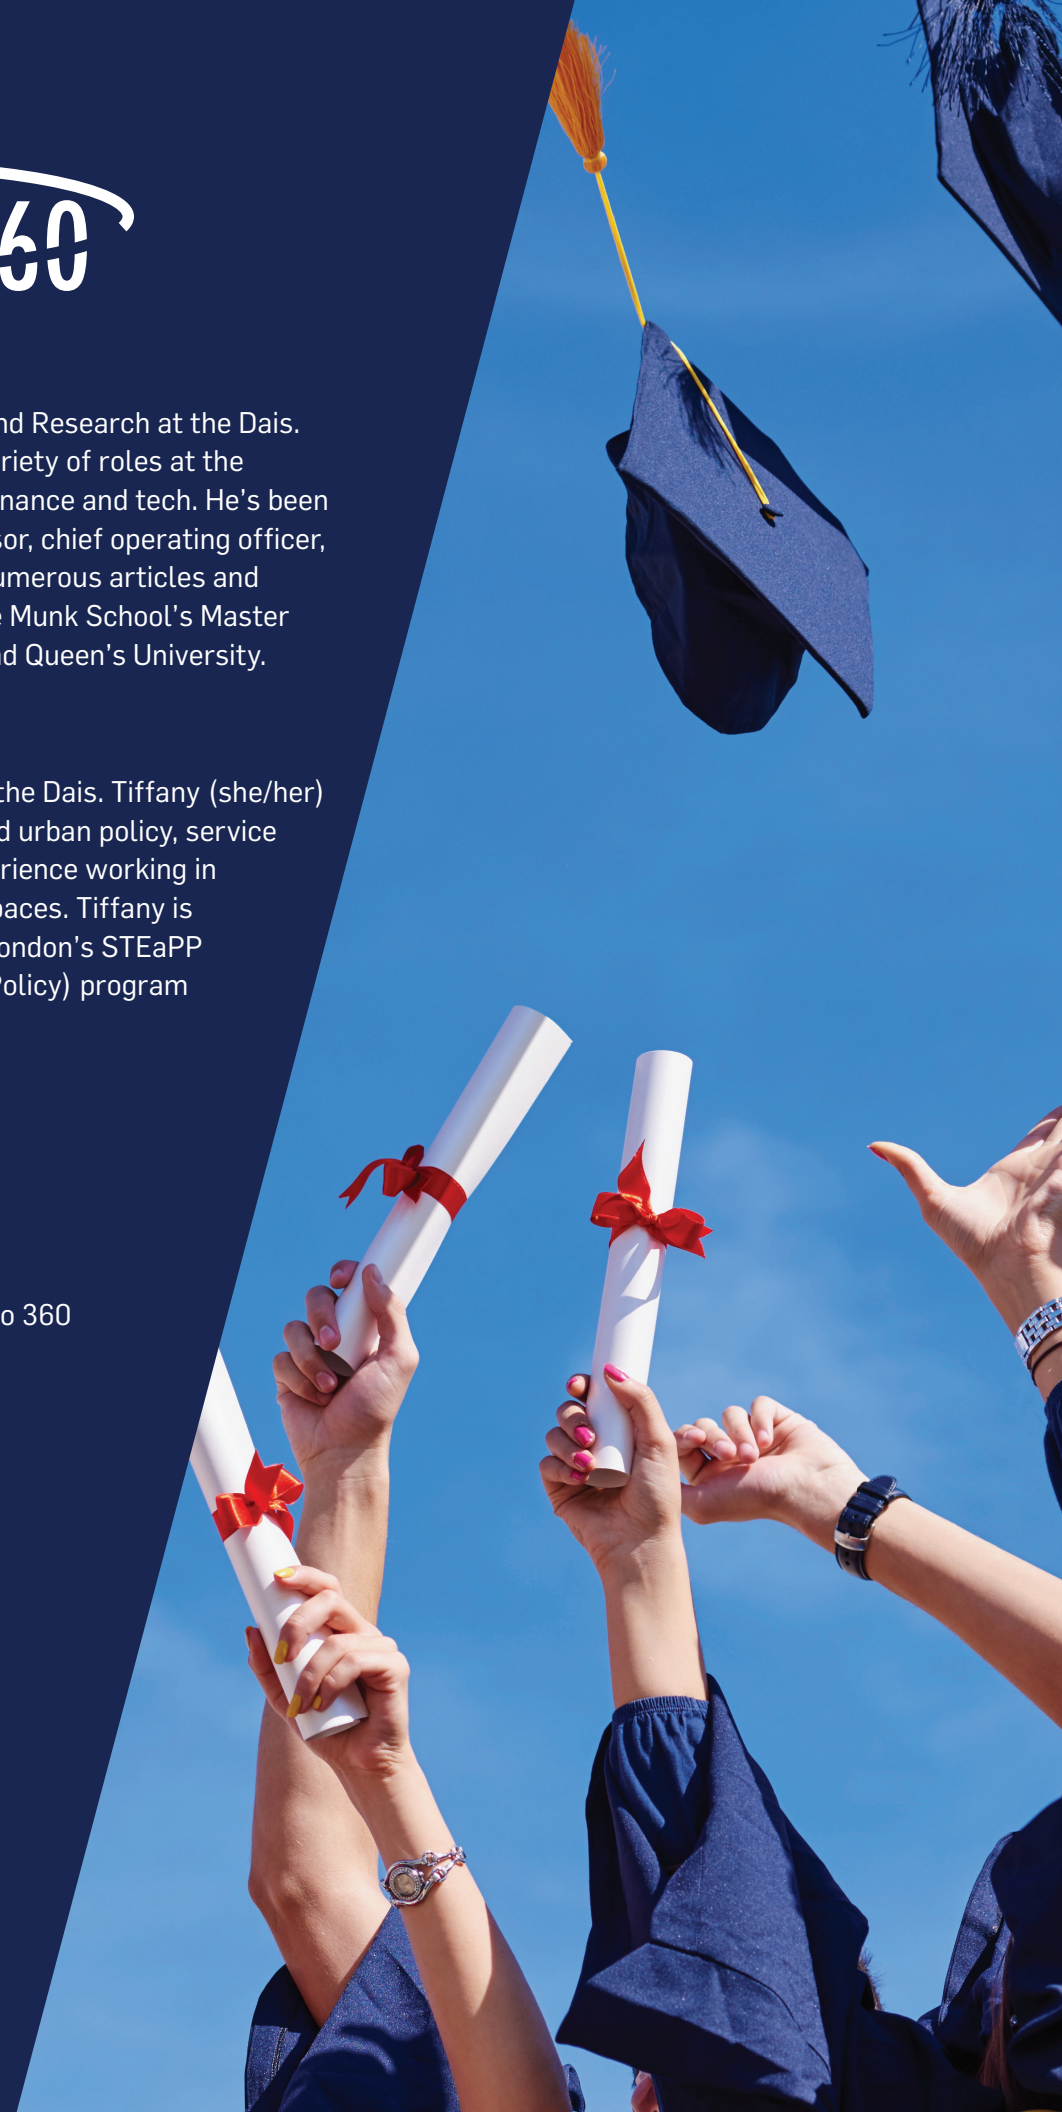 60
nd Research at the Dais.
riety of roles at the
nance and tech. He's been
sor, chief operating officer,
umerous articles and
e Munk School's Master
nd Queen's University.
the Dais. Tiffany (she/her)
d urban policy, service
rience working in
paces. Tiffany is
ondon's STEaPP
Policy) program
o 360